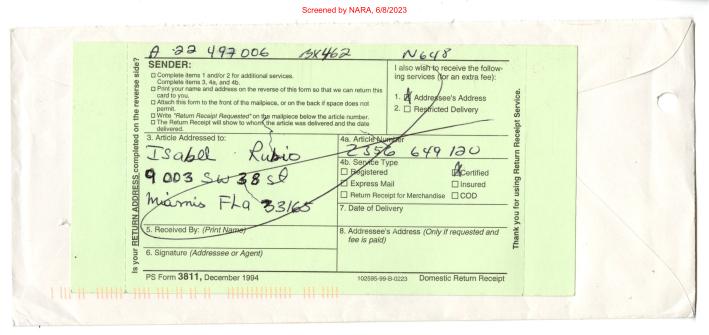 Screened by NARA, 6/8/2023
A 22 497006 BX462 N648
Is your RETURN ADDRESS completed on the reverse side?
SENDER:
Complete items 1 and/or 2 for additional services.
Complete items 3, 4a, and 4b.
Print your name and address on the reverse of this form so that we can return this
card to you.
Attach this form to the front of the mailpiece, or on the back if space does not
permit.
Write "Return Receipt Requested" on the mailpiece below the article number.
The Return Receipt will show to whom the article was delivered and the date
delivered.
I also wish to receive the follow-
ing services (for an extra fee):
1. Addressee's Address
2. Restricted Delivery
3. Article Addressed to:
Isabel Rubio
9003 SW 38 st
Miamis FLa 33165
4a. Article Number
2356 649 120
4b. Service Type
Registered Certified
Express Mail Insured
Return Receipt for Merchandise COD
7. Date of Delivery
5. Received By: (Print Name)
8. Addressee's Address (Only if requested and
fee is paid)
6. Signature (Addressee or Agent)
PS Form 3811, December 1994 102595-99-B-0223 Domestic Return Receipt
Thank you for using Return Receipt Service.